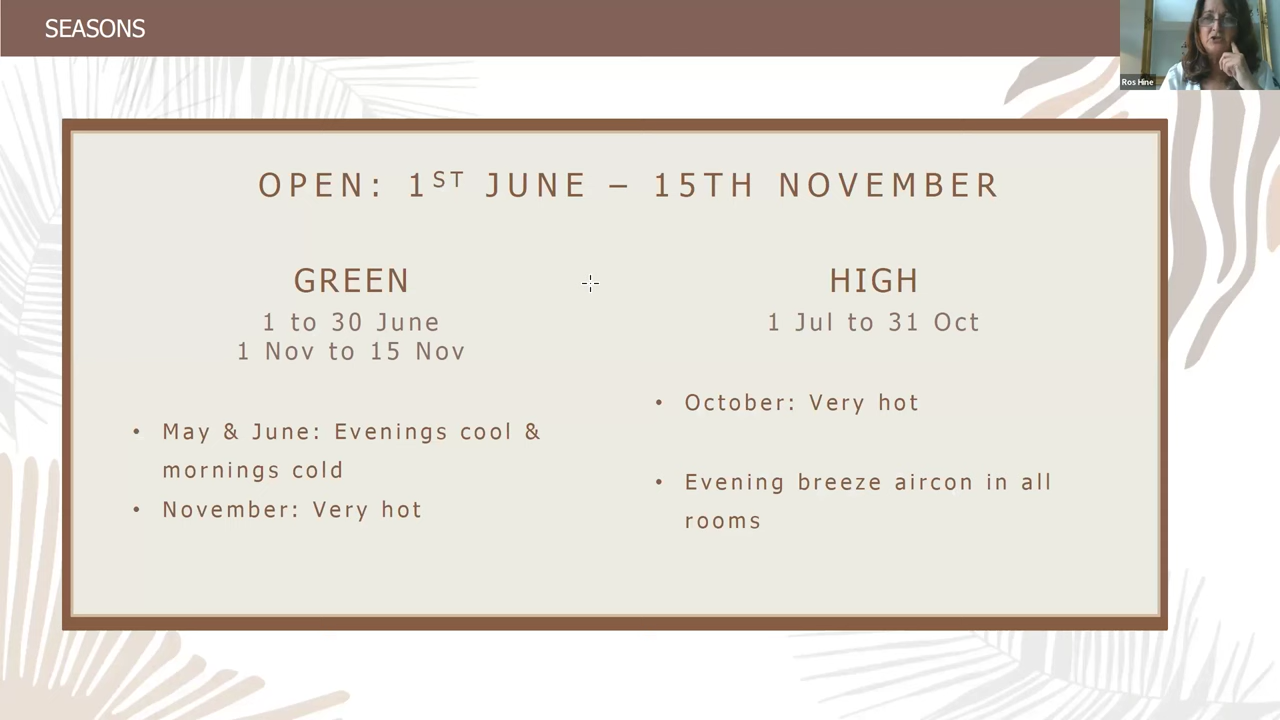 SEASONS
Ros Hine
OPEN: 1ST JUNE – 15TH NOVEMBER
GREEN
1 to 30 June
1 Nov to 15 Nov
• May & June: Evenings cool &
mornings cold
• November: Very hot
HIGH
1 Jul to 31 Oct
• October: Very hot
• Evening breeze aircon in all
rooms